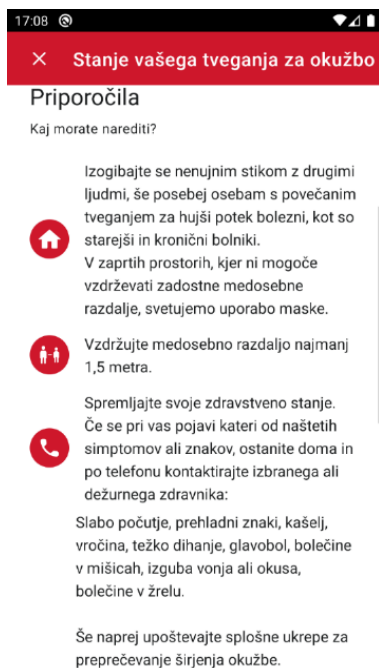 17:08
Stanje vašega tveganja za okužbo
Priporočila
Kaj morate narediti?
Izogibajte se nenujnim stikom z drugimi
ljudmi, še posebej osebam s povečanim
tveganjem za hujši potek bolezni, kot so
starejši in kronični bolniki.
V zaprtih prostorih, kjer ni mogoče
vzdrževati zadostne medosebne
razdalje, svetujemo uporabo maske.
Vzdržujte medosebno razdaljo najmanj
1,5 metra.
Spremljajte svoje zdravstveno stanje.
Če se pri vas pojavi kateri od naštetih
simptomov ali znakov, ostanite doma in
po telefonu kontaktirajte izbranega ali
dežurnega zdravnika:
Slabo počutje, prehladni znaki, kašelj,
vročina, težko dihanje, glavobol, bolečine
v mišicah, izguba vonja ali okusa,
bolečine v žrelu.
Še naprej upoštevajte splošne ukrepe za
preprečevanje širjenja okužbe.